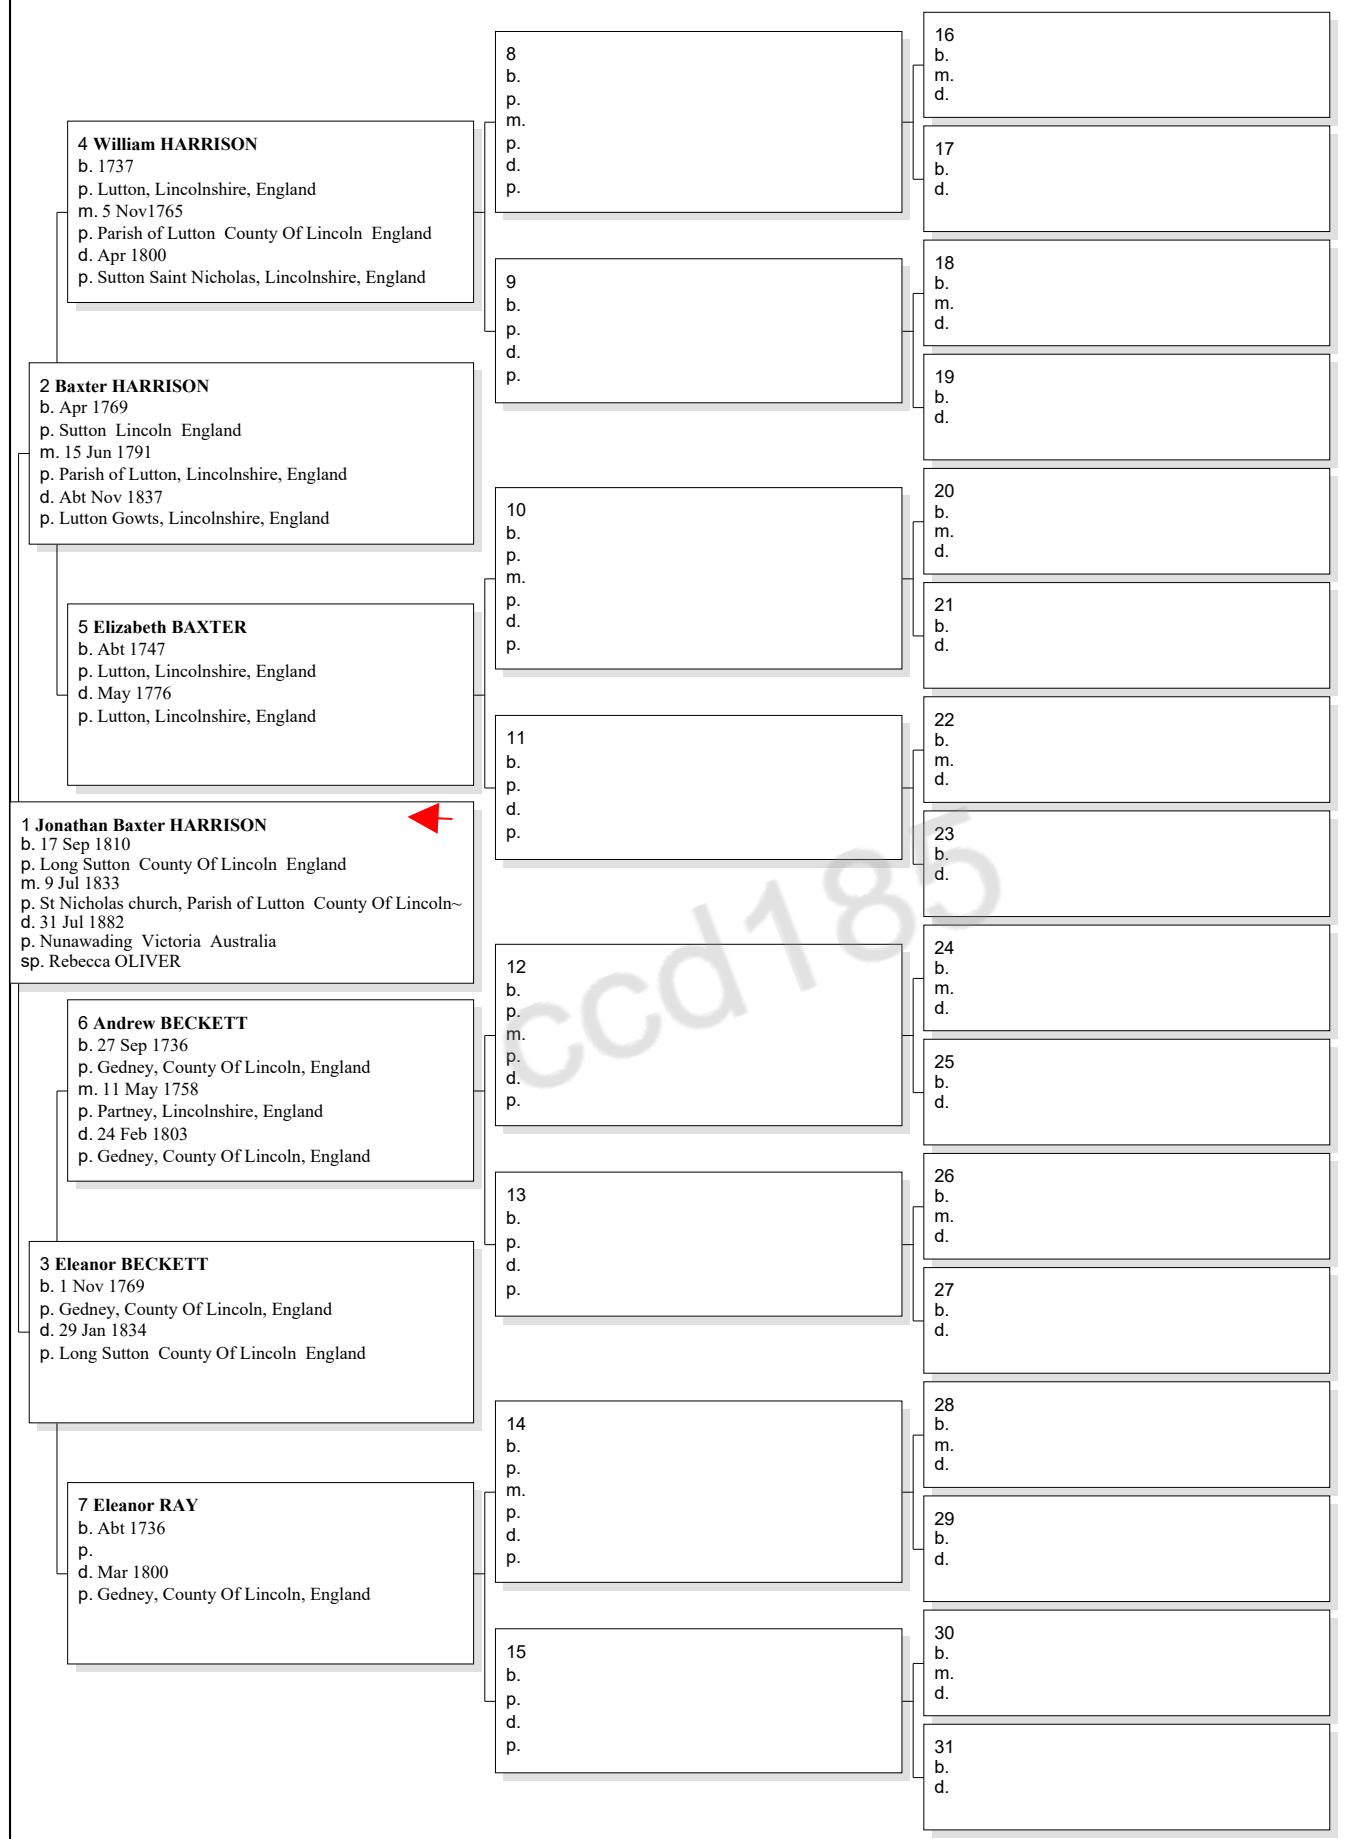 4 William HARRISON
b. 1737
p. Lutton, Lincolnshire, England
m. 5 Nov1765
p. Parish of Lutton  County Of Lincoln  England
d. Apr 1800
p. Sutton Saint Nicholas, Lincolnshire, England
2 Baxter HARRISON
b. Apr 1769
p. Sutton  Lincoln  England
m. 15 Jun 1791
p. Parish of Lutton, Lincolnshire, England
d. Abt Nov 1837
p. Lutton Gowts, Lincolnshire, England
5 Elizabeth BAXTER
b. Abt 1747
p. Lutton, Lincolnshire, England
d. May 1776
p. Lutton, Lincolnshire, England
1 Jonathan Baxter HARRISON
b. 17 Sep 1810
p. Long Sutton  County Of Lincoln  England
m. 9 Jul 1833
p. St Nicholas church, Parish of Lutton  County Of Lincoln~
d. 31 Jul 1882
p. Nunawading  Victoria  Australia
sp. Rebecca OLIVER
6 Andrew BECKETT
b. 27 Sep 1736
p. Gedney, County Of Lincoln, England
m. 11 May 1758
p. Partney, Lincolnshire, England
d. 24 Feb 1803
p. Gedney, County Of Lincoln, England
3 Eleanor BECKETT
b. 1 Nov 1769
p. Gedney, County Of Lincoln, England
d. 29 Jan 1834
p. Long Sutton  County Of Lincoln  England
7 Eleanor RAY
b. Abt 1736
p.
d. Mar 1800
p. Gedney, County Of Lincoln, England
8
b.
p.
m.
p.
d.
p.
9
b.
p.
d.
p.
10
b.
p.
m.
p.
d.
p.
11
b.
p.
d.
p.
12
b.
p.
m.
p.
d.
p.
13
b.
p.
d.
p.
14
b.
p.
m.
p.
d.
p.
15
b.
p.
d.
p.
16
b.
m.
d.
17
b.
d.
18
b.
m.
d.
19
b.
d.
20
b.
m.
d.
21
b.
d.
22
b.
m.
d.
23
b.
d.
24
b.
m.
d.
25
b.
d.
26
b.
m.
d.
27
b.
d.
28
b.
m.
d.
29
b.
d.
30
b.
m.
d.
31
b.
d.
ccd185